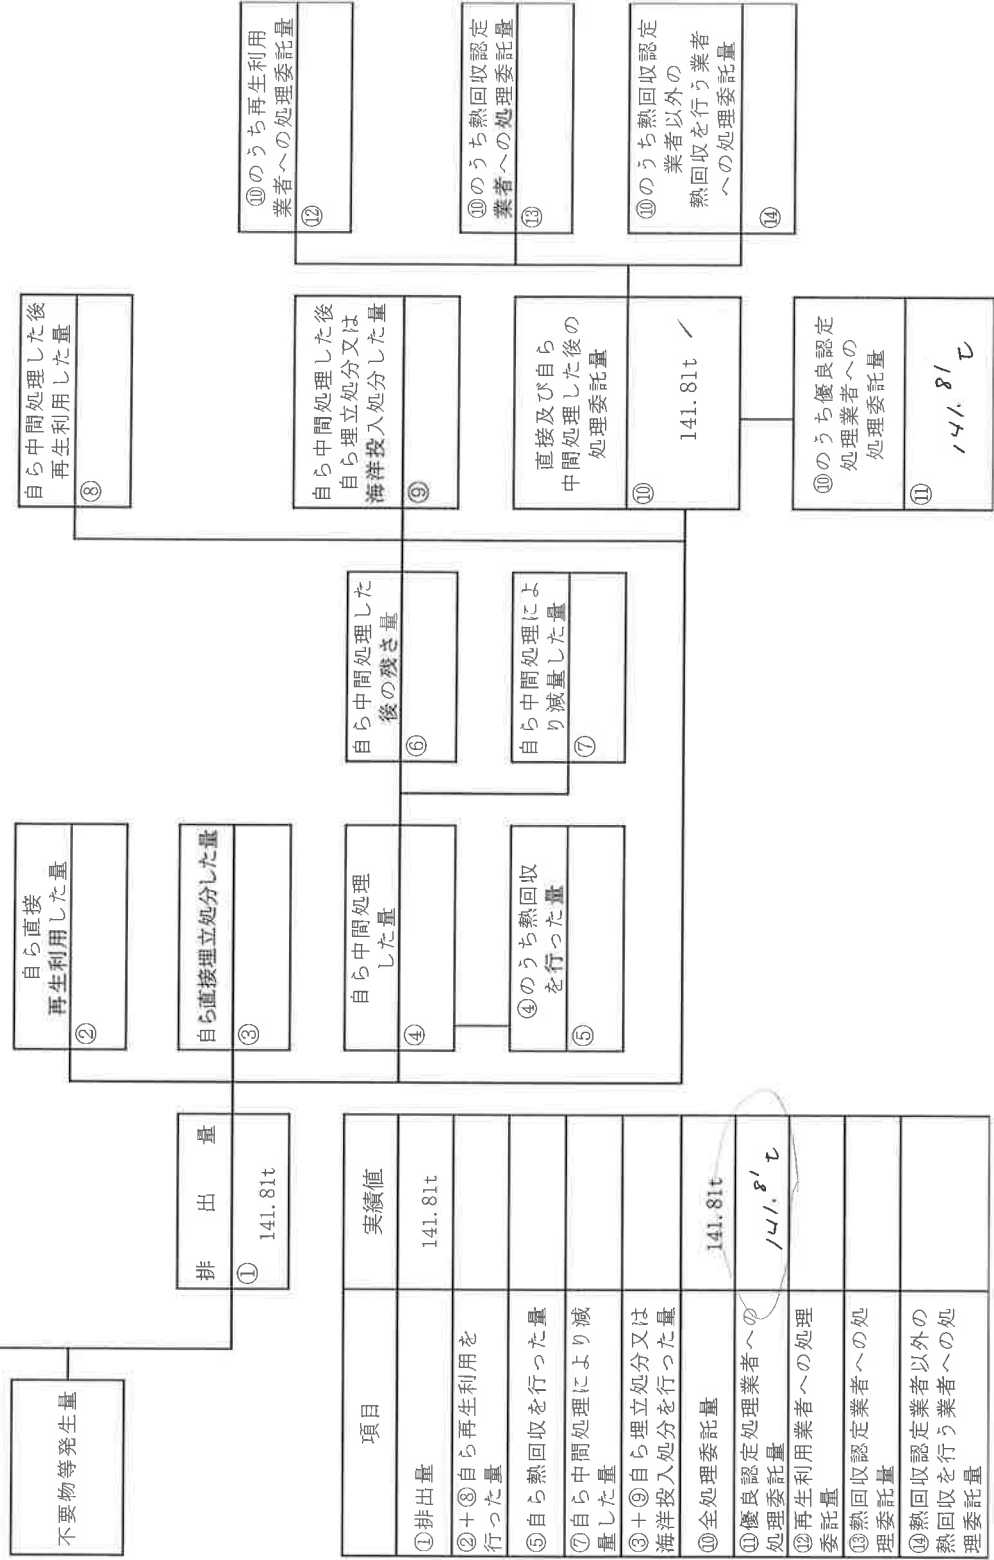 不要物等発生量
排出量
①
141.81t
自ら直接
再生利用した量
②
自ら直接埋立処分した量
③
自ら中間処理
した量
④
④のうち熱回収
を行った量
⑤
自ら中間処理した
後の残さ量
⑥
自ら中間処理によ
り減量した量
⑦
自ら中間処理した後
再生利用した量
⑧
自ら中間処理した後
自ら埋立処分又は
海洋投入処分した量
⑨
直接及び自ら
中間処理した後の
処理委託量
⑩
141.81t
⑩のうち優良認定
処理業者への
処理委託量
⑪
141.81t
⑩のうち再生利用
業者への処理委託量
⑫
⑩のうち熱回収認定
業者への処理委託量
⑬
⑩のうち熱回収認定
業者以外の
熱回収を行う業者
への処理委託量
⑭
項目 実績値
①排出量 141.81t
②+⑧自ら再生利用を
行った量
⑤自ら熱回収を行った量
⑦自ら中間処理により減
量した量
③+⑨自ら埋立処分又は
海洋投入処分を行った量
⑩全処理委託量 141.81t
⑪優良認定処理業者への
処理委託量 141.81t
⑫再生利用業者への処理
委託量
⑬熱回収認定業者への処
理委託量
⑭熱回収認定業者以外の
熱回収を行う業者への処
理委託量